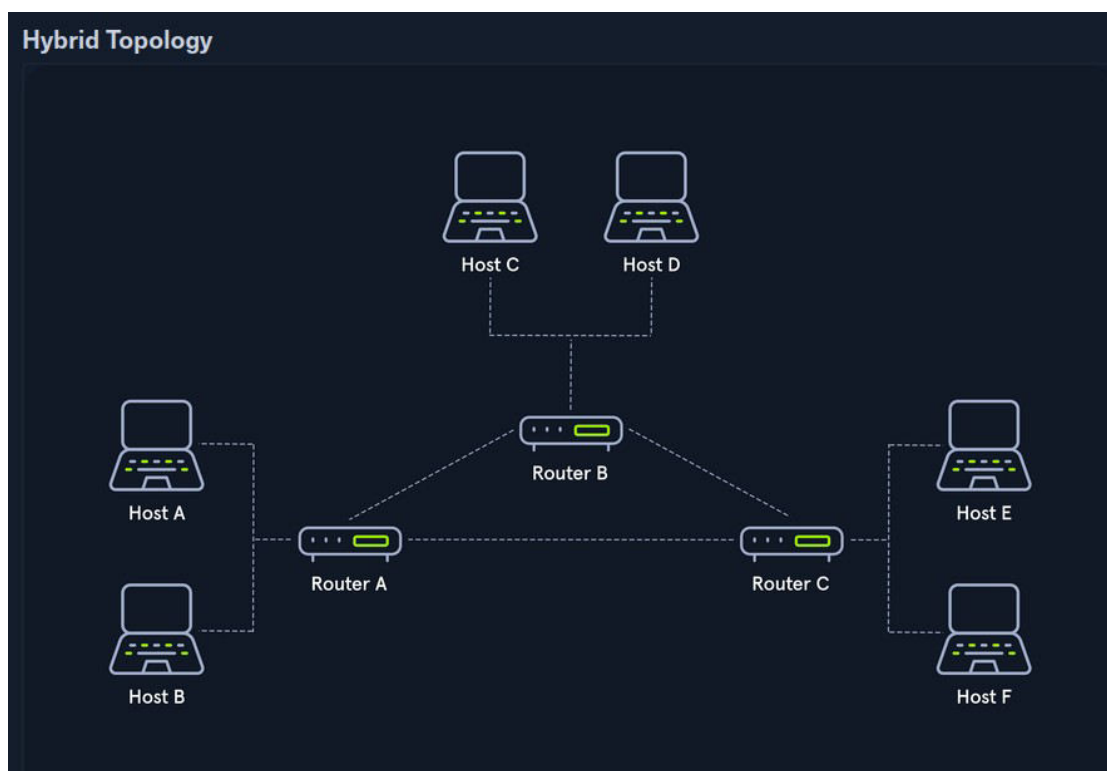 Hybrid Topology
Host C
Host D
Router B
Host A
Host E
Router A
Router C
Host B
Host F